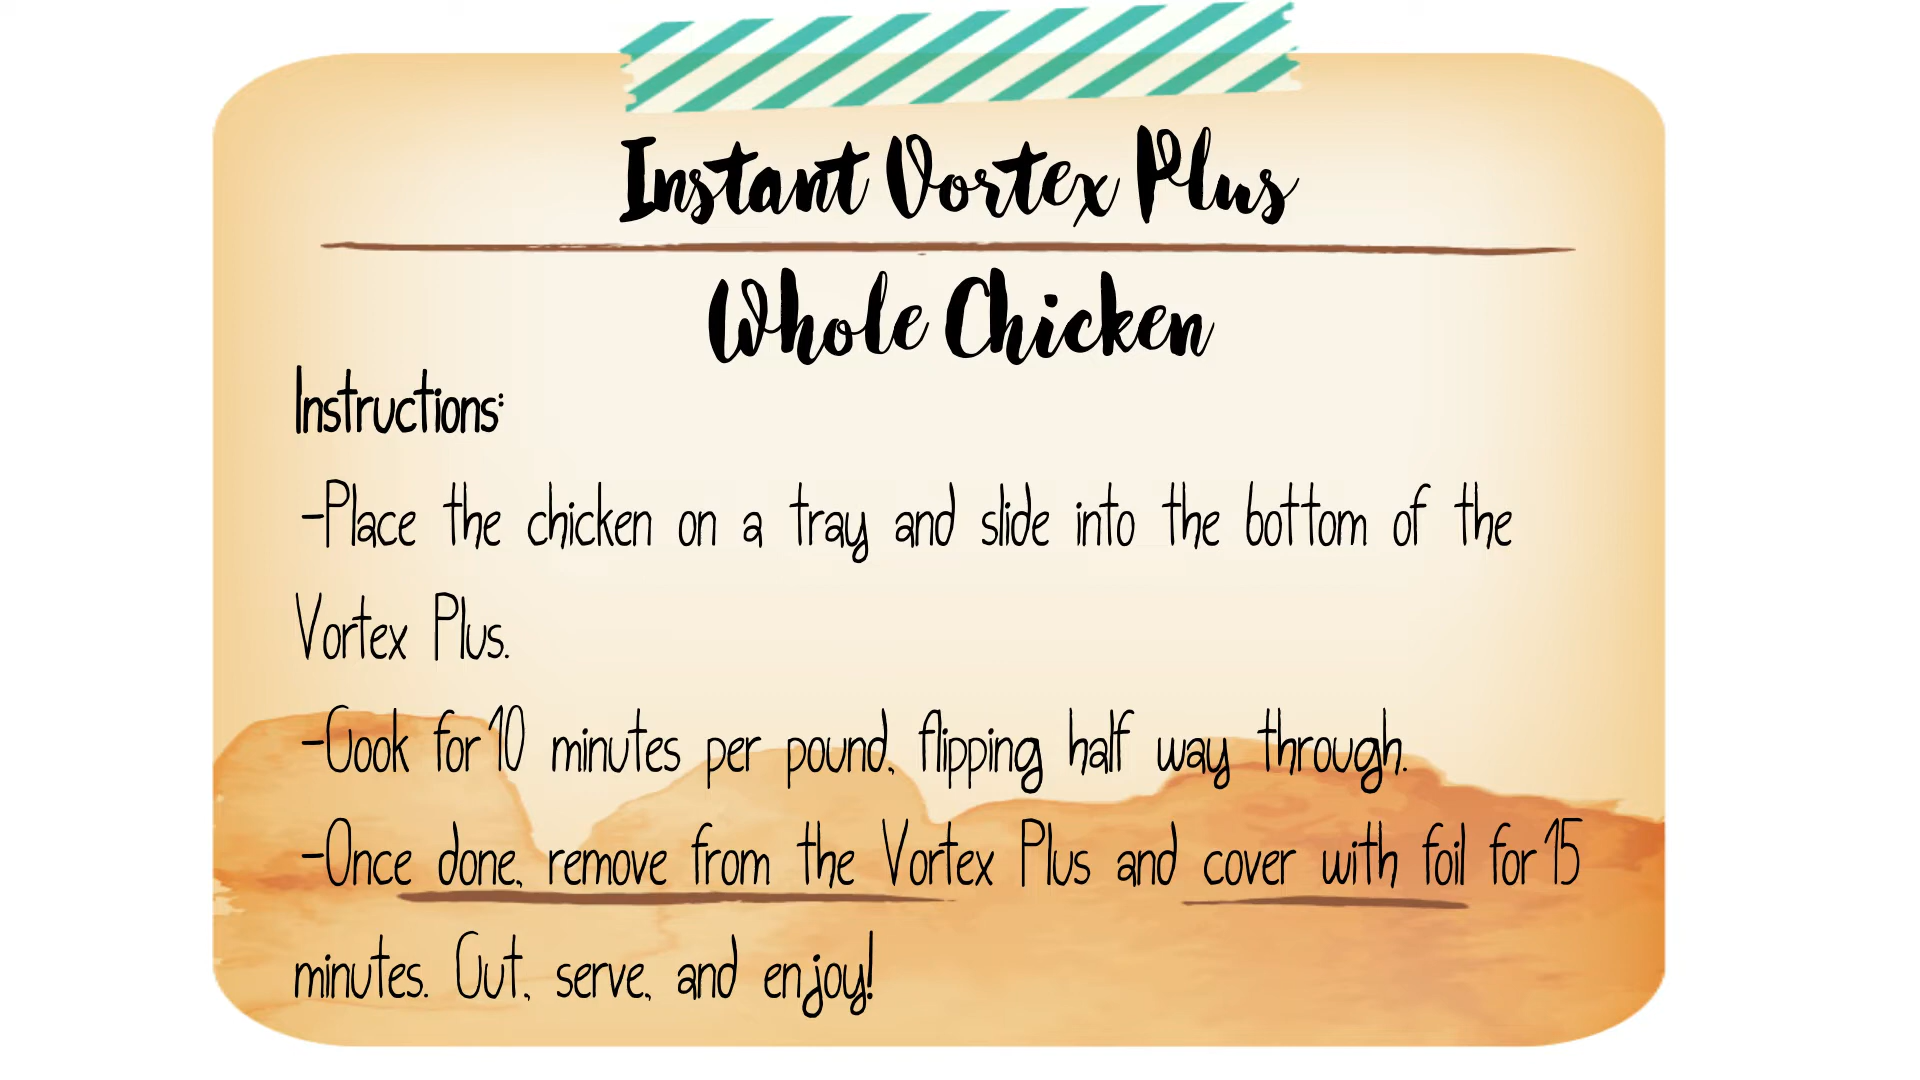 Instant Vortex Plus
Whole Chicken
Instructions:
-Place the chicken on a tray and slide into the bottom of the
Vortex Plus.
-Cook for 10 minutes per pound, flipping half way through.
-Once done, remove from the Vortex Plus and cover with foil for 15
minutes. Cut, serve, and enjoy!